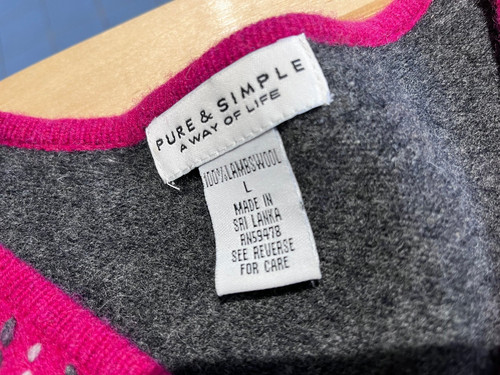 PURE & SIMPLE
A WAY OF LIFE
100% LAMBSWOOL
L
MADE IN
SRI LANKA
RN59478
SEE REVERSE
FOR CARE